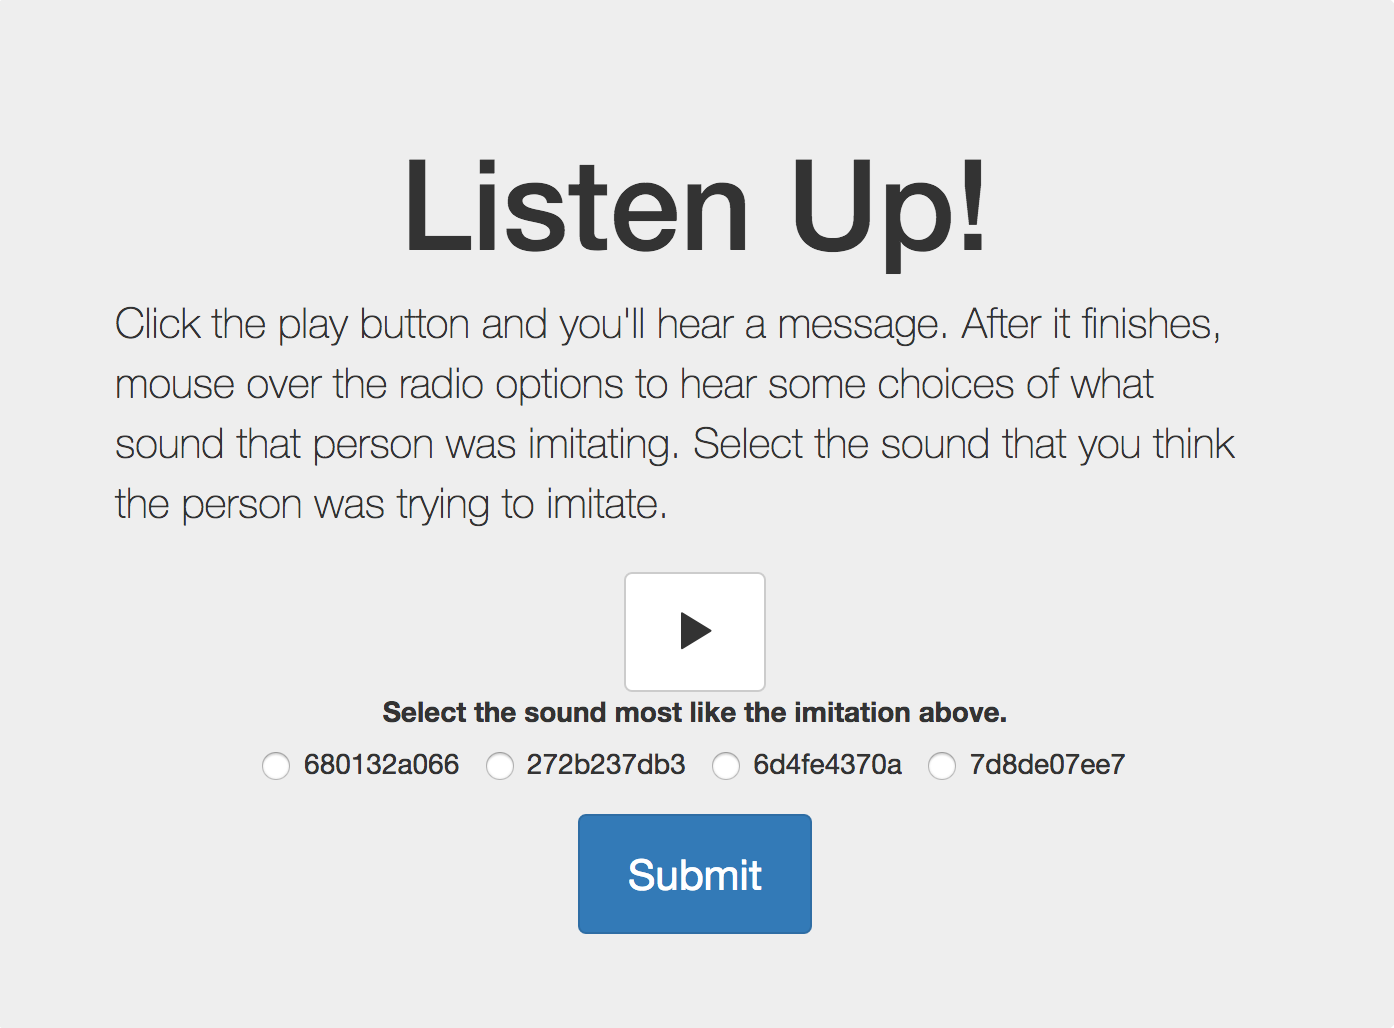 Listen Up!
Click the play button and you'll hear a message. After it finishes,
mouse over the radio options to hear some choices of what
sound that person was imitating. Select the sound that you think
the person was trying to imitate.
Select the sound most like the imitation above.
680132a066 272b237db3 6d4fe4370a 7d8de07ee7
Submit